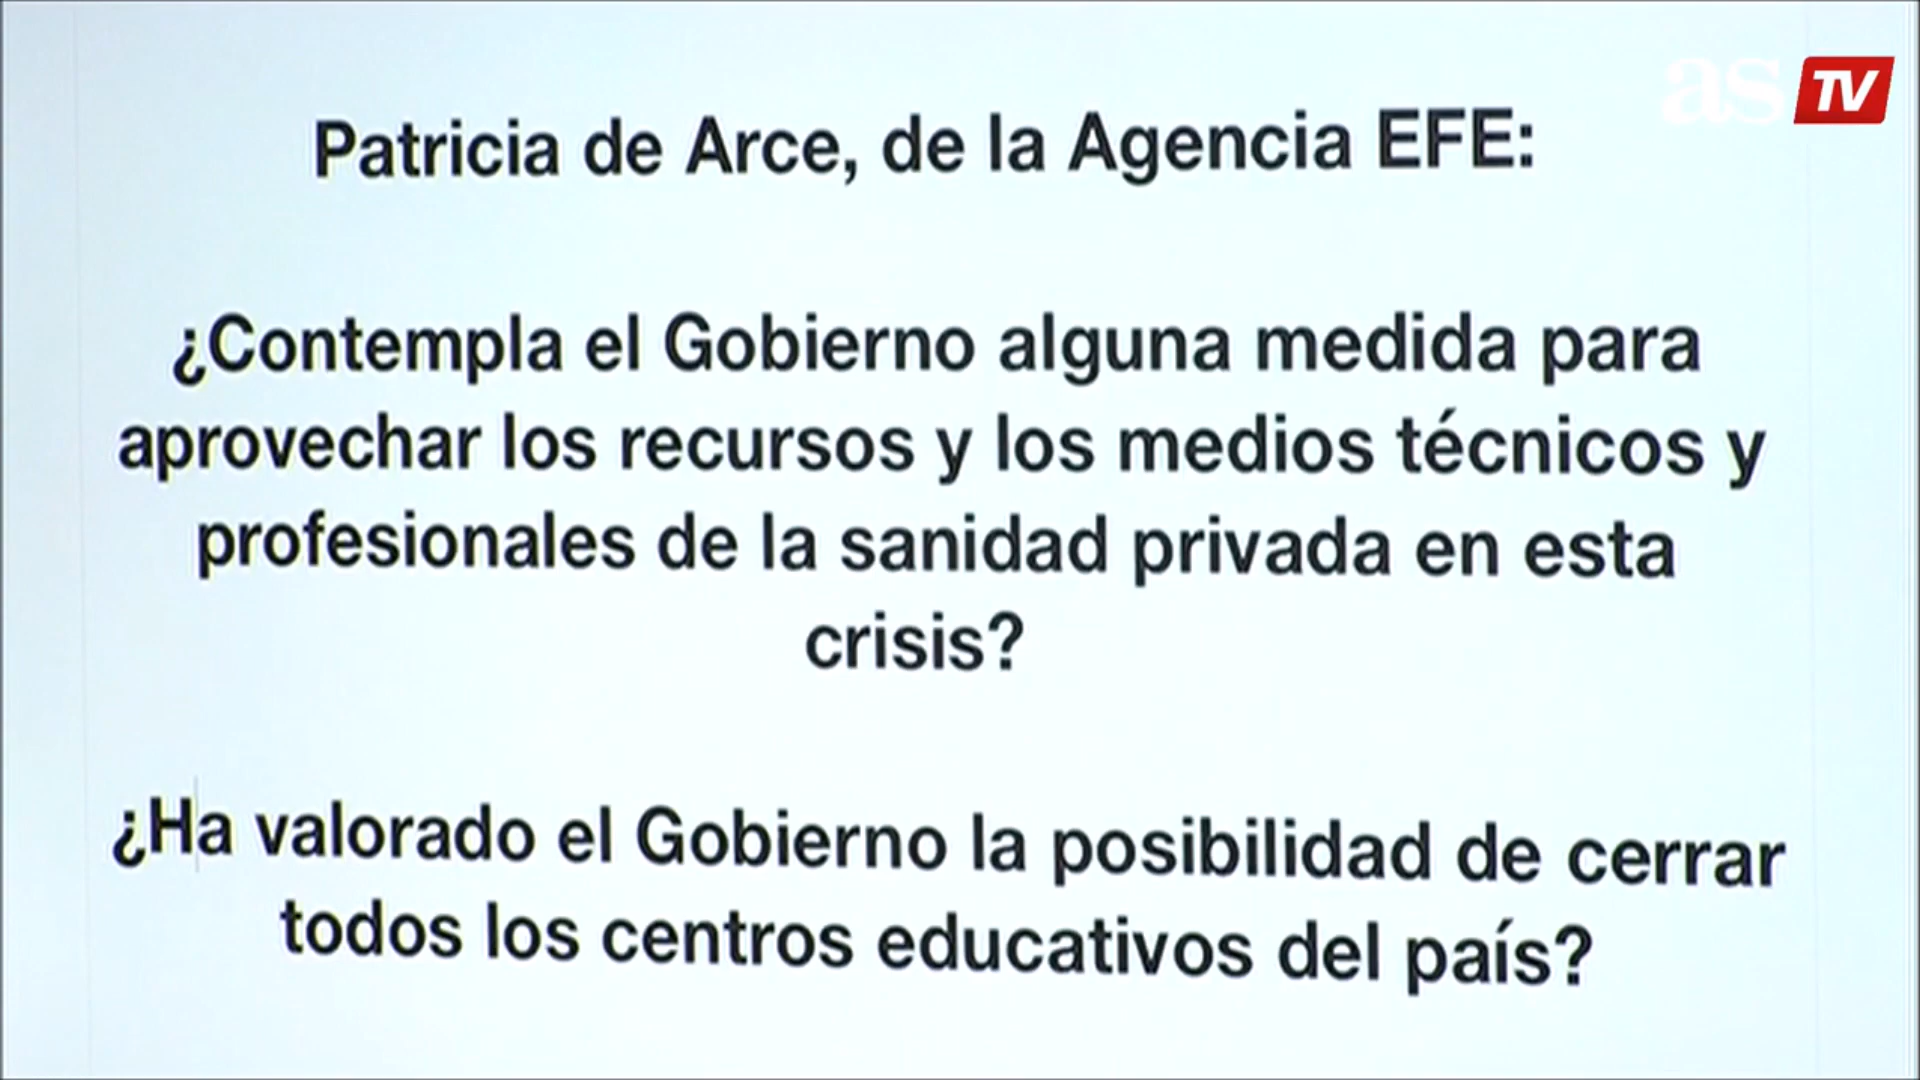 as TV
Patricia de Arce, de la Agencia EFE:
¿Contempla el Gobierno alguna medida para
aprovechar los recursos y los medios técnicos y
profesionales de la sanidad privada en esta
crisis?
¿Ha valorado el Gobierno la posibilidad de cerrar
todos los centros educativos del país?